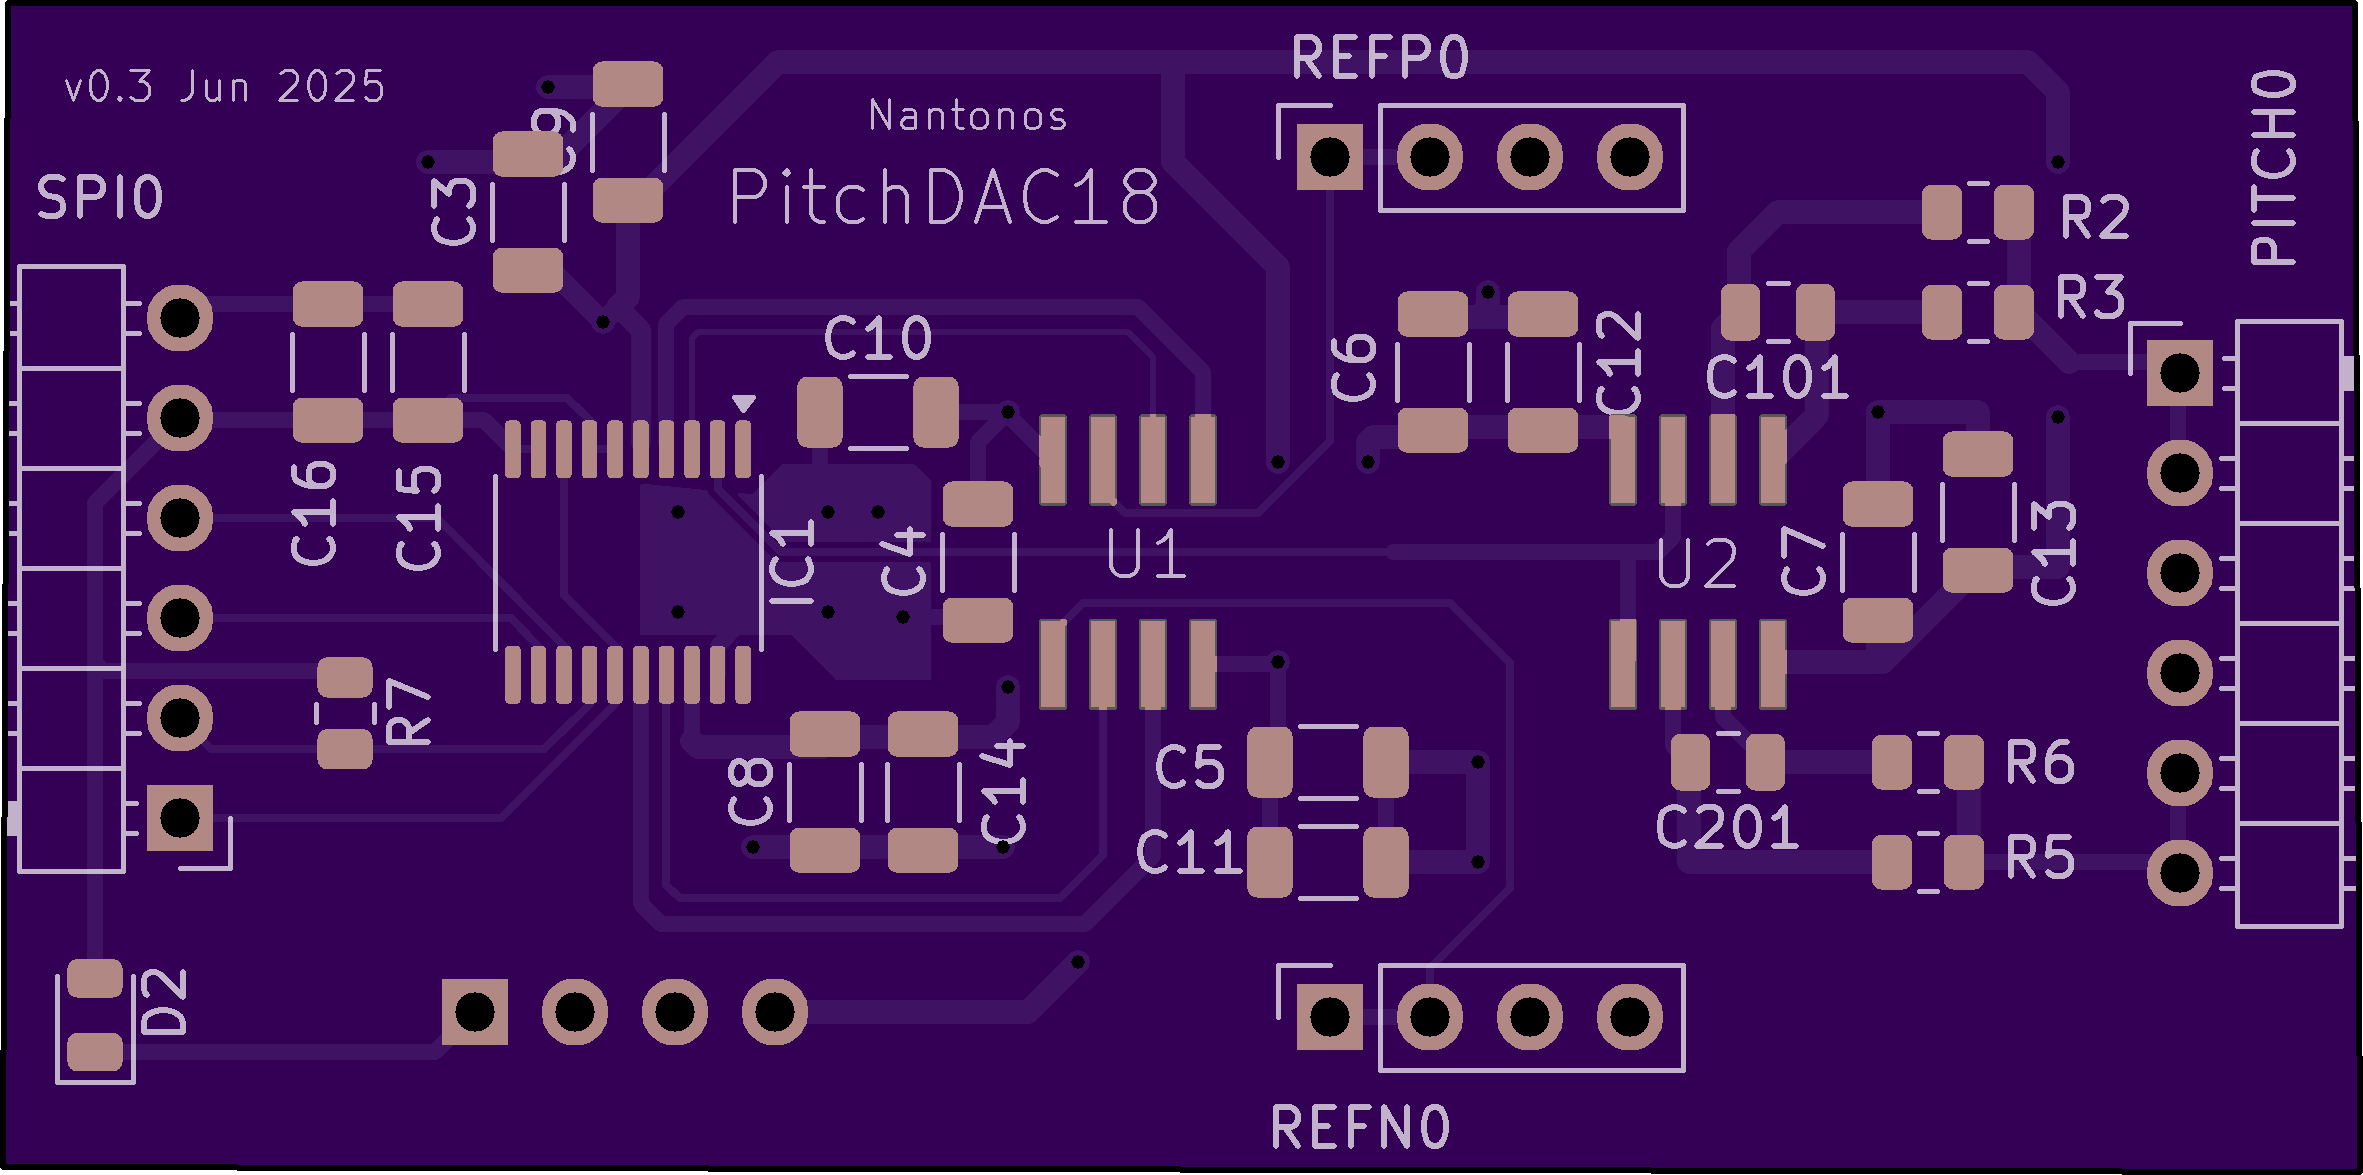 REFP0
v0.3 Jun 2025
Nantonos
PITCH0
C9
SPI0
C3
PitchDAC18
R2
R3
C10
C6
C12
C101
C16
C15
IC1
C4
U1
U2
C7
C13
R7
C8
C14
C5
R6
C201
C11
R5
D2
REFN0